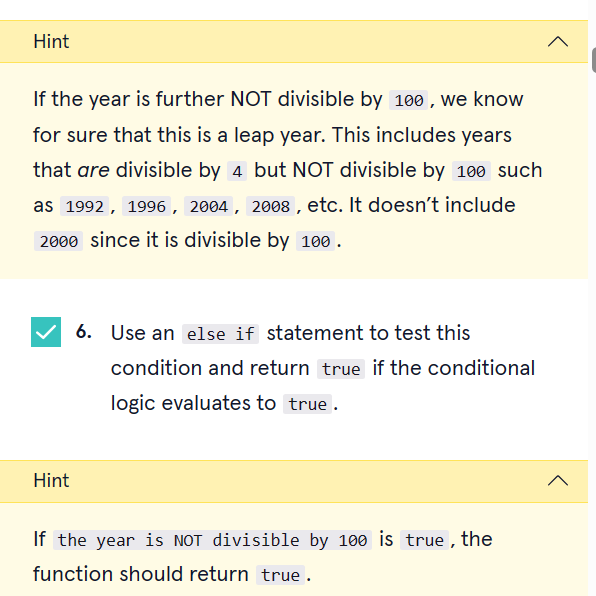 Hint
If the year is further NOT divisible by 100, we know
for sure that this is a leap year. This includes years
that are divisible by 4 but NOT divisible by 100 such
as 1992, 1996, 2004, 2008, etc. It doesn’t include
2000 since it is divisible by 100.
6. Use an else if statement to test this
condition and return true if the conditional
logic evaluates to true.
Hint
If the year is NOT divisible by 100 is true, the
function should return true.